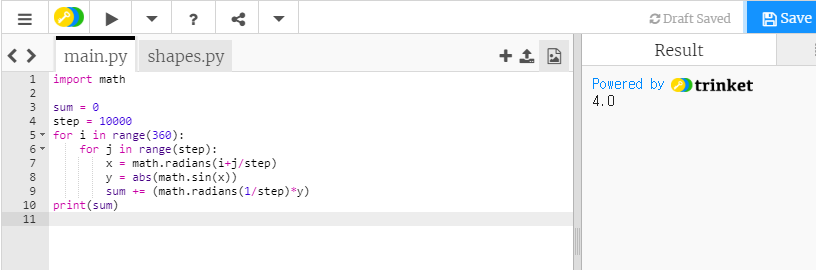 ? Draft Saved Save
main.py shapes.py Result
Powered by trinket
4.0
1 import math
2
3 sum = 0
4 step = 10000
5 for i in range(360):
6 for j in range(step):
7 x = math.radians(i+j/step)
8 y = abs(math.sin(x))
9 sum += (math.radians(1/step)*y)
10 print(sum)
11